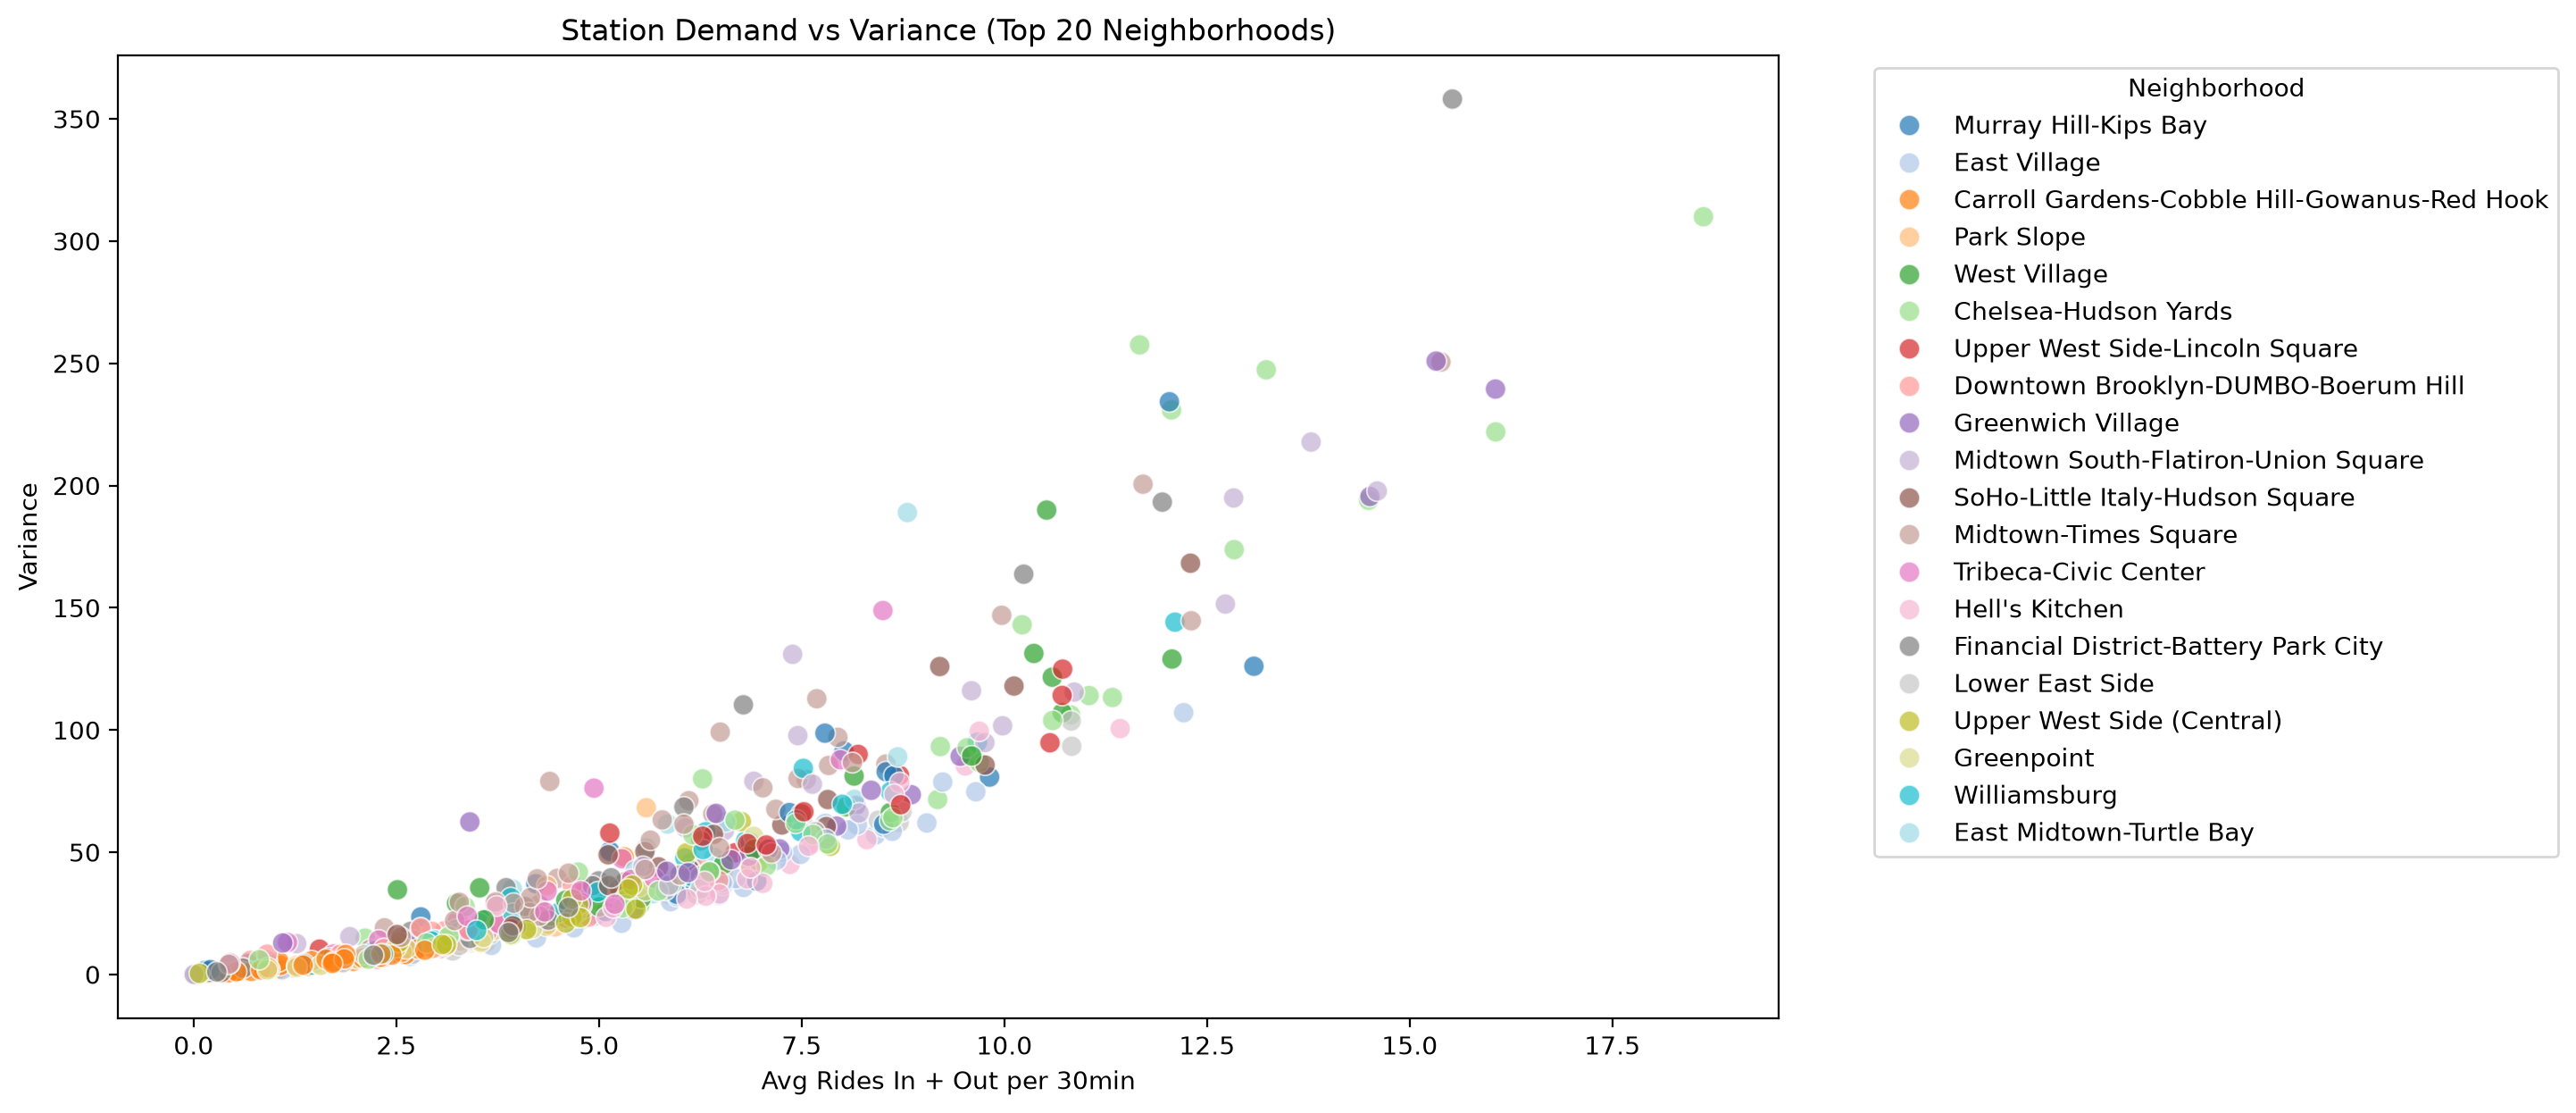 Station Demand vs Variance (Top 20 Neighborhoods)
350
300
250
200
150
100
50
0
Variance
0.0 2.5 5.0 7.5 10.0 12.5 15.0 17.5
Avg Rides In + Out per 30min
Neighborhood
Murray Hill-Kips Bay
East Village
Carroll Gardens-Cobble Hill-Gowanus-Red Hook
Park Slope
West Village
Chelsea-Hudson Yards
Upper West Side-Lincoln Square
Downtown Brooklyn-DUMBO-Boerum Hill
Greenwich Village
Midtown South-Flatiron-Union Square
SoHo-Little Italy-Hudson Square
Midtown-Times Square
Tribeca-Civic Center
Hell's Kitchen
Financial District-Battery Park City
Lower East Side
Upper West Side (Central)
Greenpoint
Williamsburg
East Midtown-Turtle Bay